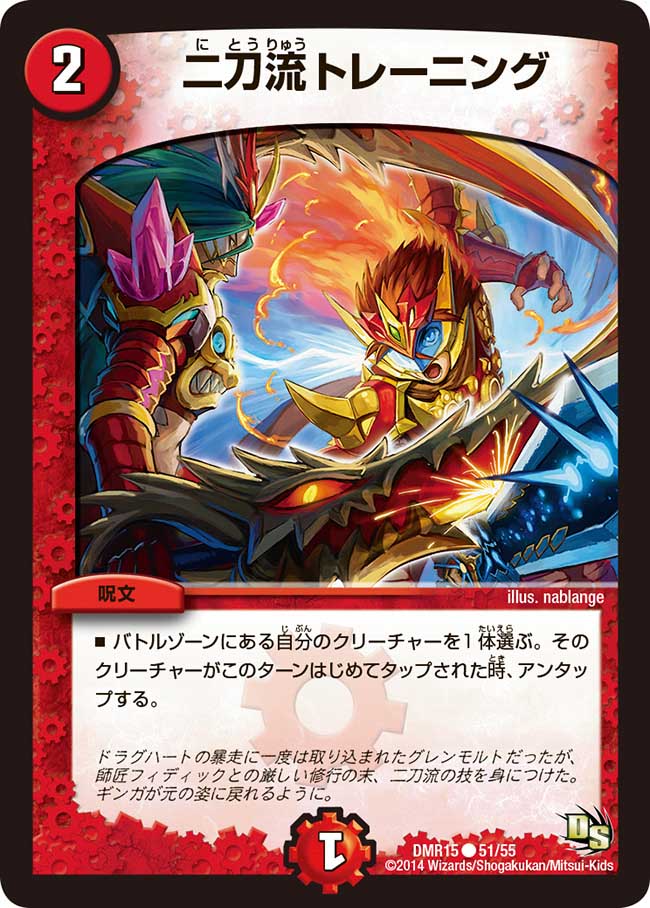 2
にとうりゅう
二刀流トレーニング
呪文
illus. nablange
■ バトルゾーンにある自分のクリーチャーを1体選ぶ。その
クリーチャーがこのターンはじめてタップされた時、アンタッ
プする。
ドラグハートの暴走に一度は取り込まれたグレンモルトだったが、
師匠フィディックとの厳しい修行の末、二刀流の技を身につけた。
ギンガが元の姿に戻れるように。
1
DS
DMR15 ● 51/55
©2014 Wizards/Shogakukan/Mitsui-Kids